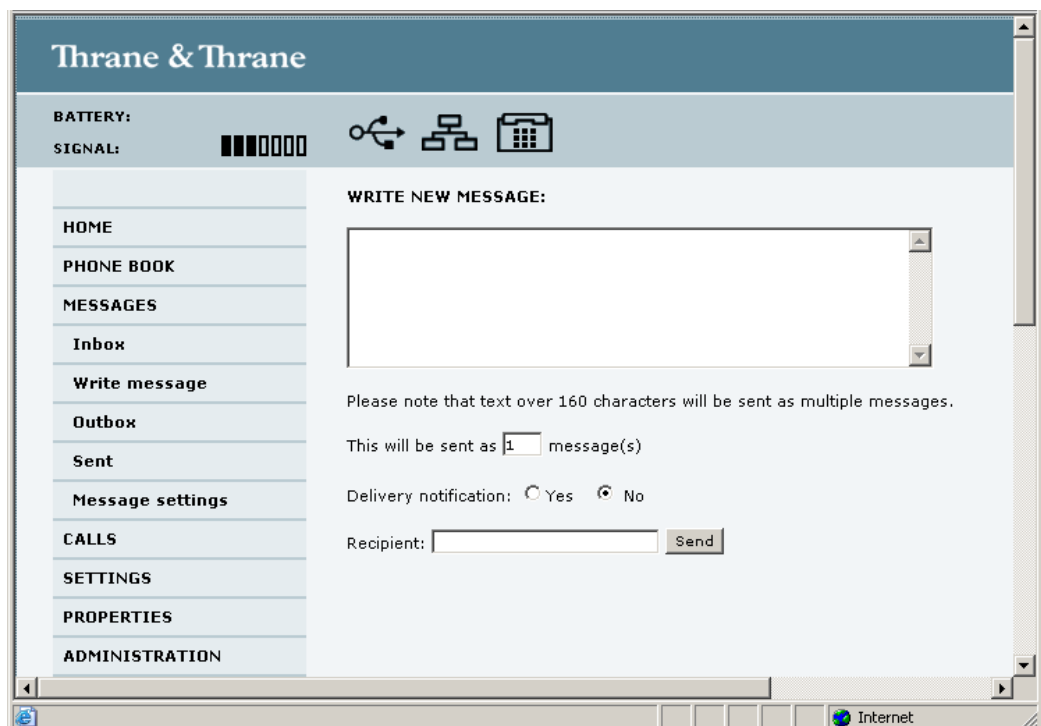 Thrane & Thrane
BATTERY:
SIGNAL:
HOME
PHONE BOOK
MESSAGES
Inbox
Write message
Outbox
Sent
Message settings
CALLS
SETTINGS
PROPERTIES
ADMINISTRATION
WRITE NEW MESSAGE:
Please note that text over 160 characters will be sent as multiple messages.
This will be sent as 1 message(s)
Delivery notification: Yes No
Recipient: Send
Internet